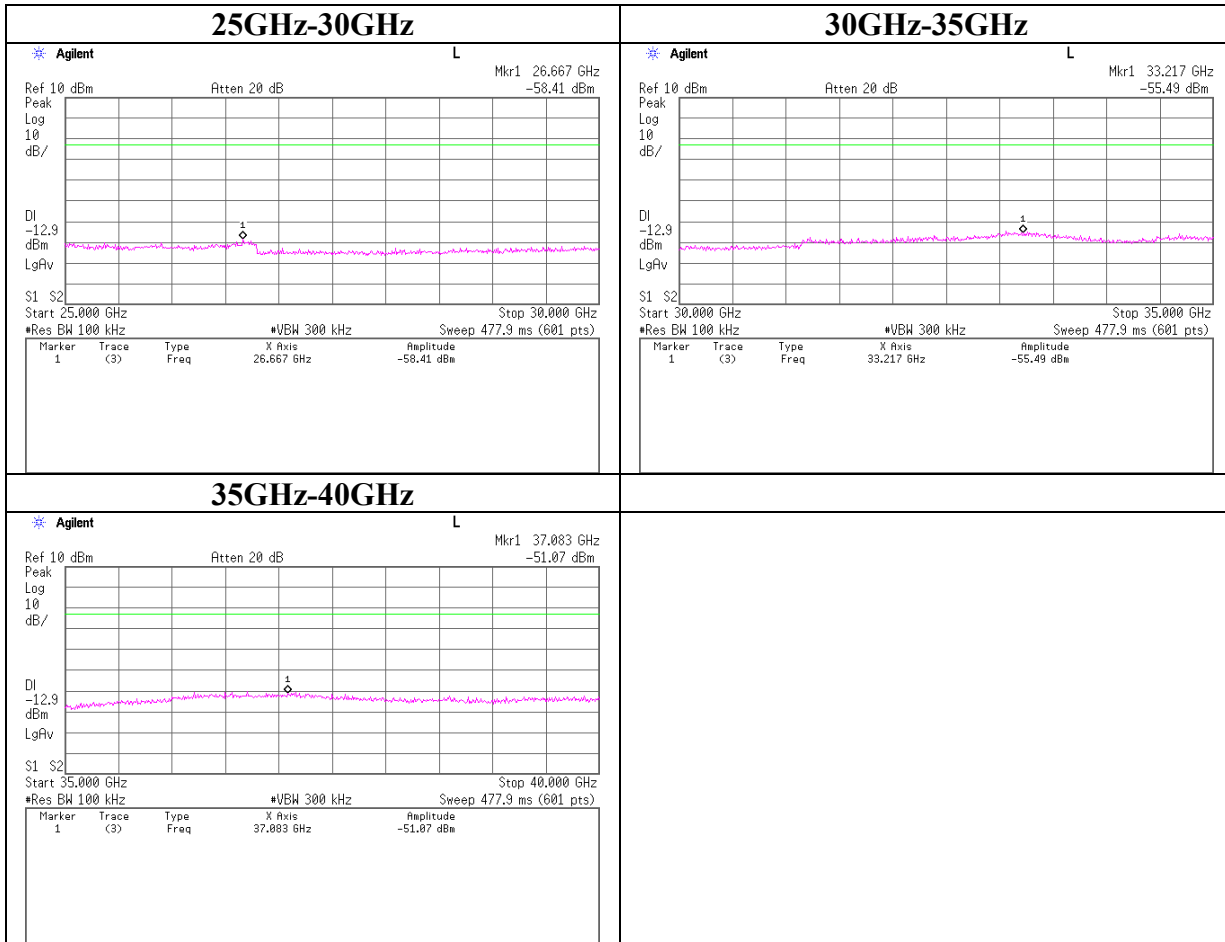 25GHz-30GHz
Agilent L
Mkr1 26.667 GHz
Ref 10 dBm Atten 20 dB -58.41 dBm
Peak
Log
10
dB/
1
DI
-12.9
dBm
LgAv
S1 S2
Start 25.000 GHz Stop 30.000 GHz
#Res BW 100 kHz #VBW 300 kHz Sweep 477.9 ms (601 pts)
Marker Trace Type X Axis Amplitude
1 (3) Freq 26.667 GHz -58.41 dBm
30GHz-35GHz
Agilent L
Mkr1 33.217 GHz
Ref 10 dBm Atten 20 dB -55.49 dBm
Peak
Log
10
dB/
1
DI
-12.9
dBm
LgAv
S1 S2
Start 30.000 GHz Stop 35.000 GHz
#Res BW 100 kHz #VBW 300 kHz Sweep 477.9 ms (601 pts)
Marker Trace Type X Axis Amplitude
1 (3) Freq 33.217 GHz -55.49 dBm
35GHz-40GHz
Agilent L
Mkr1 37.083 GHz
Ref 10 dBm Atten 20 dB -51.07 dBm
Peak
Log
10
dB/
1
DI
-12.9
dBm
LgAv
S1 S2
Start 35.000 GHz Stop 40.000 GHz
#Res BW 100 kHz #VBW 300 kHz Sweep 477.9 ms (601 pts)
Marker Trace Type X Axis Amplitude
1 (3) Freq 37.083 GHz -51.07 dBm